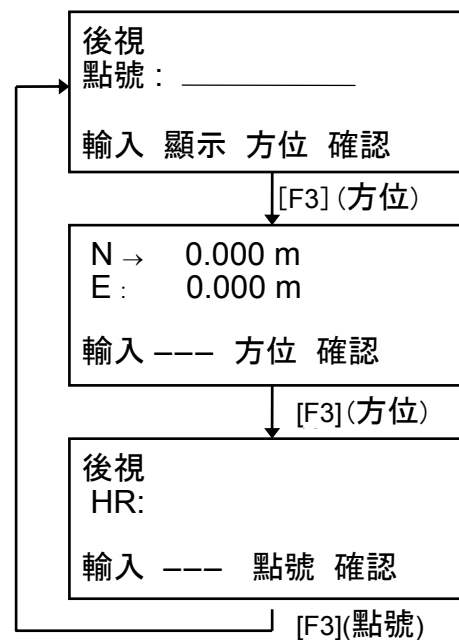 後視
點號 : ____________
輸入 顯示 方位 確認
[F3] (方位)
N → 0.000 m
E : 0.000 m
輸入 --- 方位 確認
[F3] (方位)
後視
HR:
輸入 --- 點號 確認
[F3](點號)